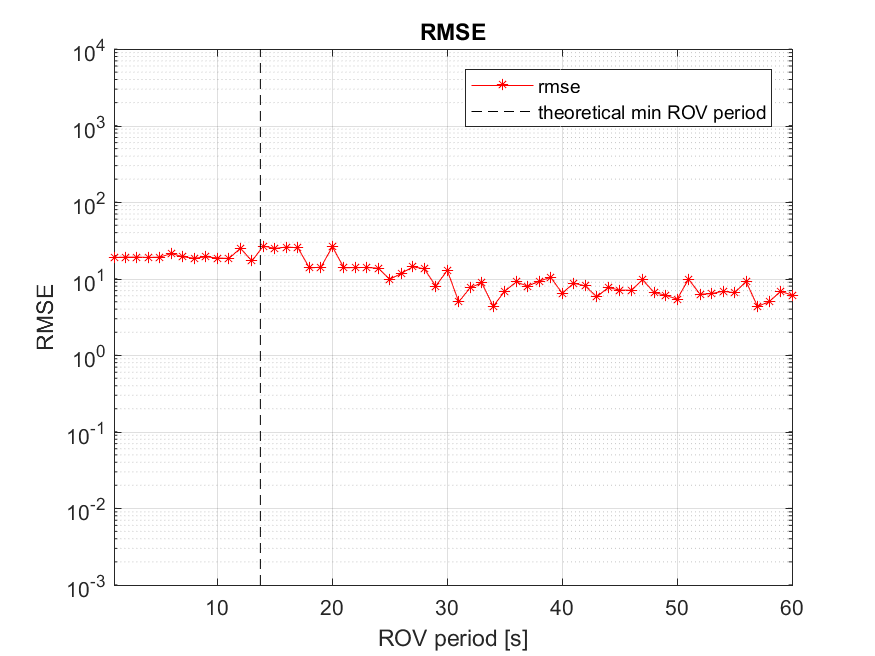 RMSE
10^4
rmse
theoretical min ROV period
10^3
10^2
10^1
RMSE
10^0
10^-1
10^-2
10^-3
10 20 30 40 50 60
ROV period [s]